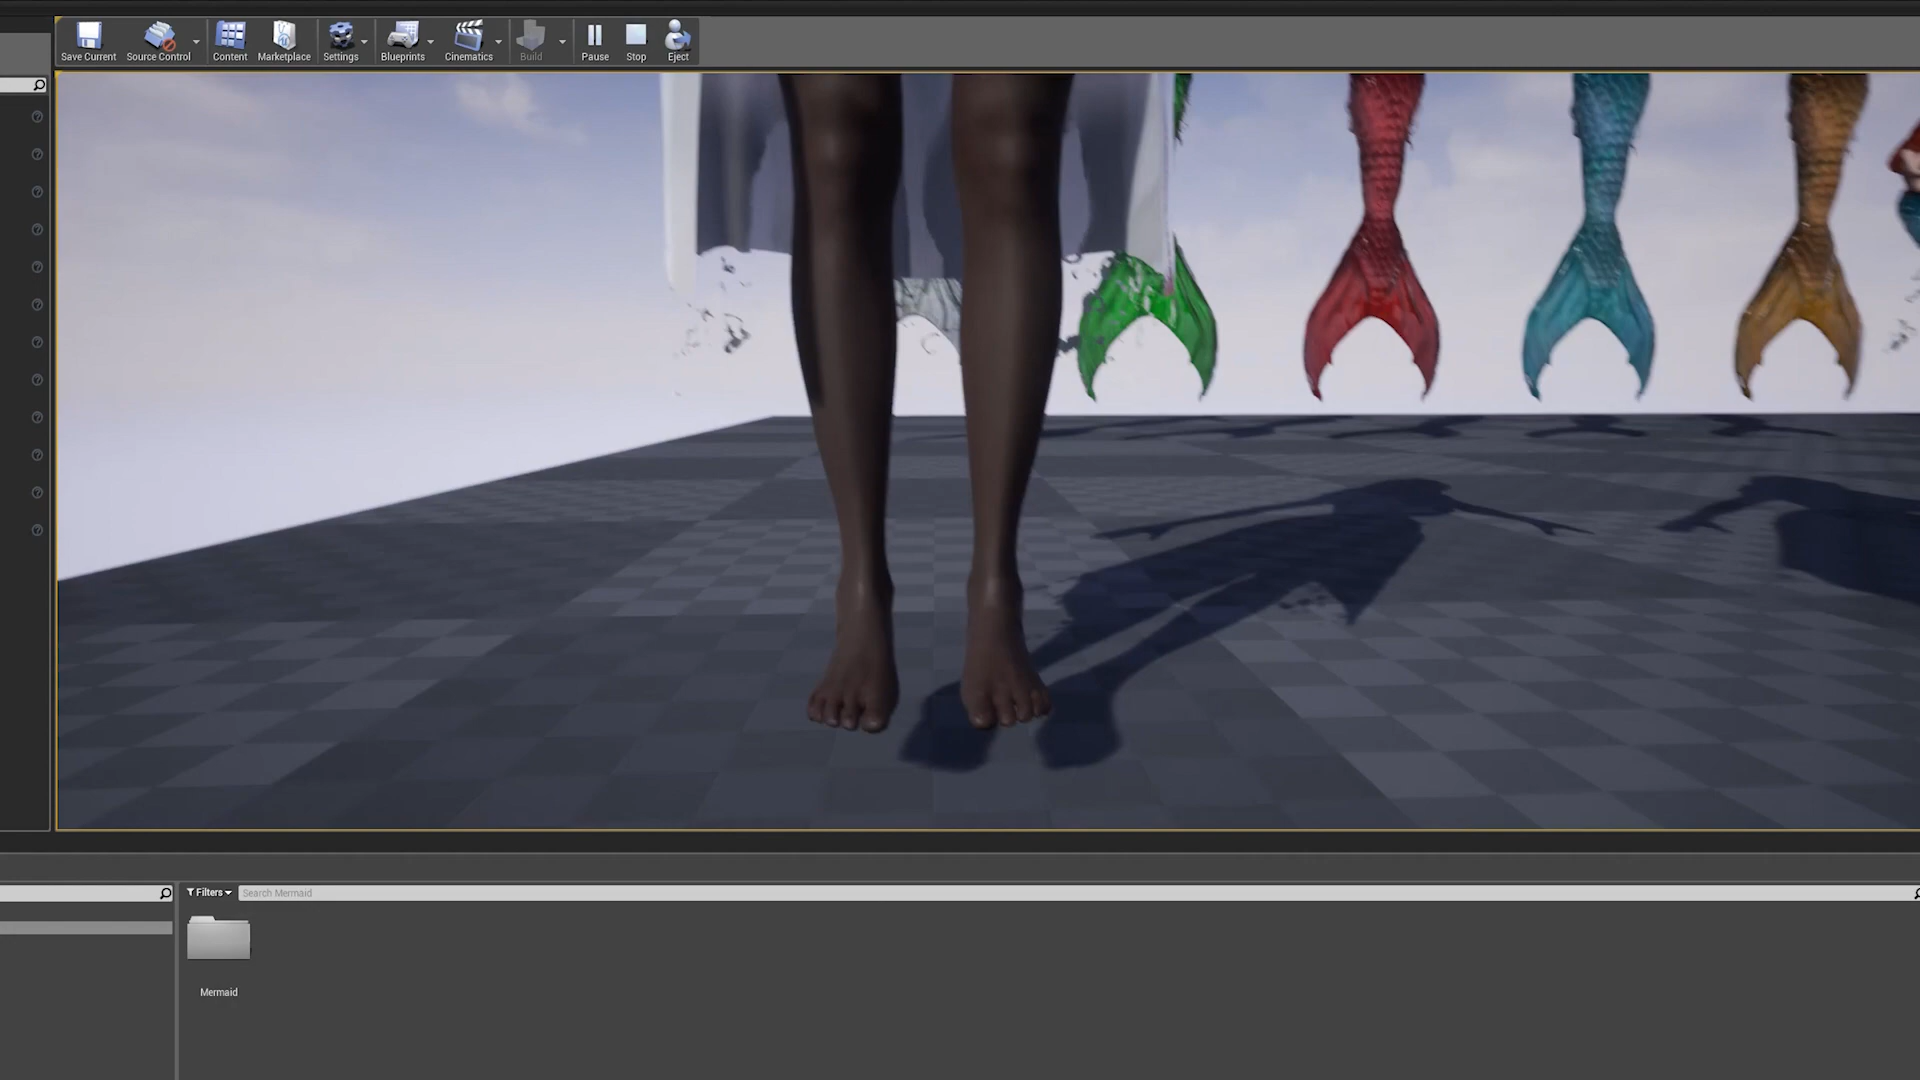 Save Current Source Control Content Marketplace Settings Blueprints Cinematics Build Pause Stop Eject
Filters Search Mermaid
Mermaid